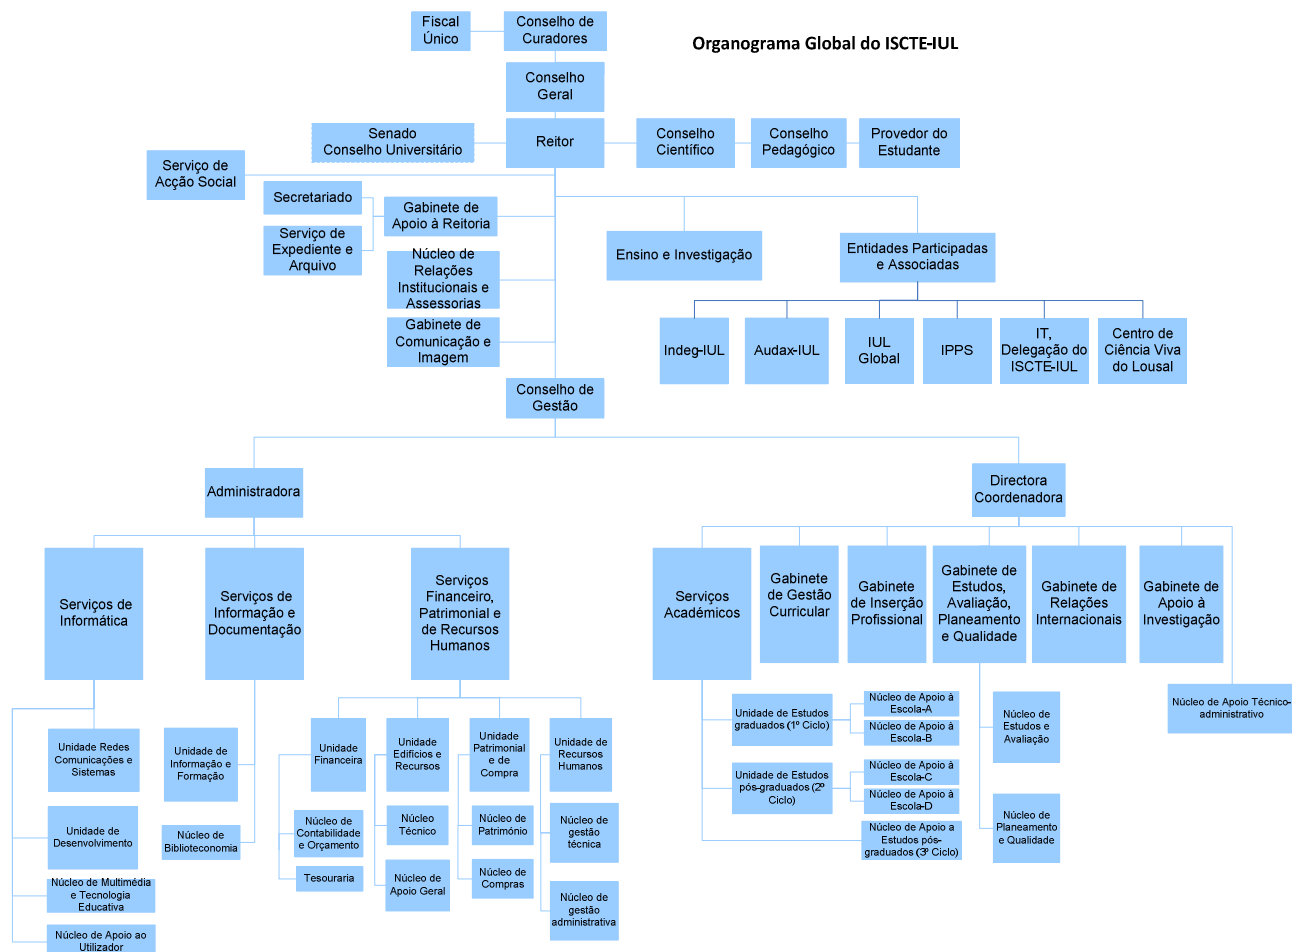 Fiscal
Único
Conselho de
Curadores
Organograma Global do ISCTE-IUL
Conselho
Geral
Senado
Conselho Universitário
Reitor
Conselho
Científico
Conselho
Pedagógico
Provedor do
Estudante
Serviço de
Acção Social
Secretariado
Gabinete de
Apoio à Reitoria
Serviço de
Expediente e
Arquivo
Núcleo de
Relações
Institucionais e
Assessorias
Gabinete de
Comunicação e
Imagem
Ensino e Investigação
Entidades Participadas
e Associadas
Indeg-IUL
Audax-IUL
IUL
Global
IPPS
IT,
Delegação do
ISCTE-IUL
Centro de
Ciência Viva
do Lousal
Conselho de
Gestão
Administradora
Directora
Coordenadora
Serviços de
Informática
Serviços de
Informação e
Documentação
Serviços
Financeiro,
Patrimonial e
de Recursos
Humanos
Serviços
Académicos
Gabinete
de Gestão
Curricular
Gabinete
de Inserção
Profissional
Gabinete de
Estudos,
Avaliação,
Planeamento
e Qualidade
Gabinete de
Relações
Internacionais
Gabinete de
Apoio à
Investigação
Núcleo de Apoio Técnico-
administrativo
Unidade Redes
Comunicações e
Sistemas
Unidade de
Desenvolvimento
Núcleo de Multimédia
e Tecnologia
Educativa
Núcleo de Apoio ao
Utilizador
Unidade de
Informação e
Formação
Núcleo de
Biblioteconomia
Unidade
Financeira
Núcleo de
Contabilidade
e Orçamento
Tesouraria
Unidade
Edifícios e
Recursos
Núcleo
Técnico
Núcleo de
Apoio Geral
Unidade
Patrimonial
e de
Compra
Núcleo de
Património
Núcleo de
Compras
Unidade de
Recursos
Humanos
Núcleo de
gestão
técnica
Núcleo de
gestão
administrativa
Unidade de Estudos
graduados (1º Ciclo)
Núcleo de Apoio à
Escola-A
Núcleo de Apoio à
Escola-B
Unidade de Estudos
pós-graduados (2º
Ciclo)
Núcleo de Apoio à
Escola-C
Núcleo de Apoio à
Escola-D
Núcleo de Apoio a
Estudos pós-
graduados (3º Ciclo)
Núcleo de
Estudos e
Avaliação
Núcleo de
Planeamento
e Qualidade